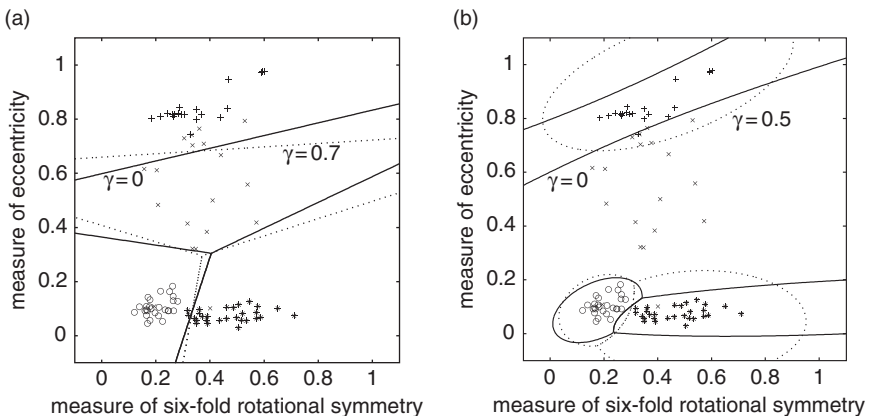 (a)
measure of eccentricity
1
0.8
0.6
0.4
0.2
0
γ=0
γ=0.7
0 0.2 0.4 0.6 0.8 1
measure of six-fold rotational symmetry
(b)
measure of eccentricity
1
0.8
0.6
0.4
0.2
0
γ=0.5
γ=0
0 0.2 0.4 0.6 0.8 1
measure of six-fold rotational symmetry